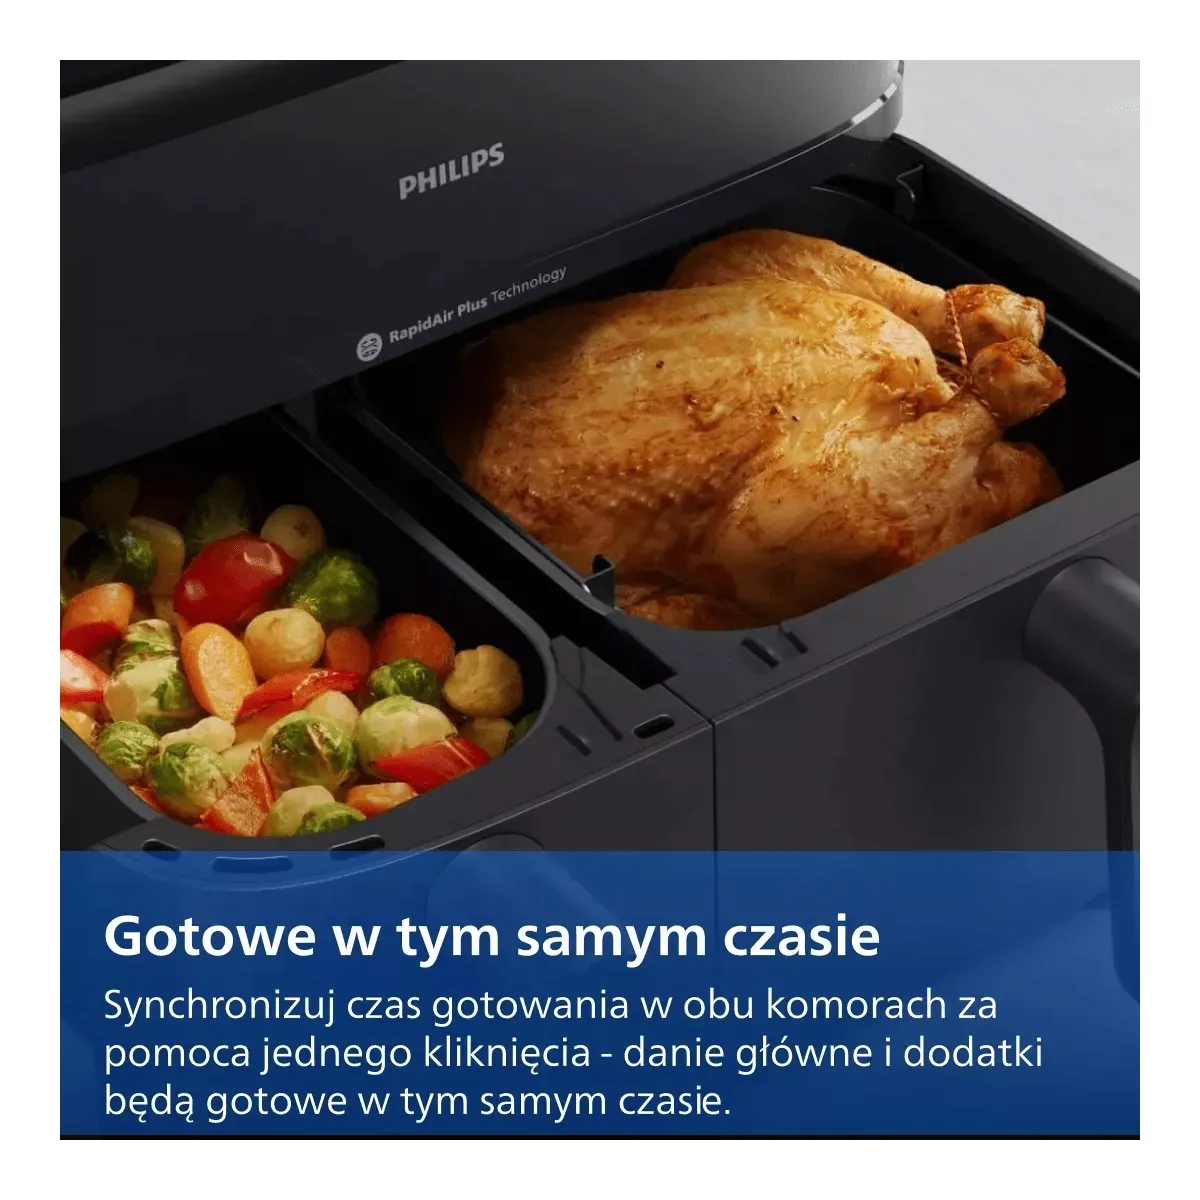 PHILIPS
RapidAir Plus Technology
Gotowe w tym samym czasie
Synchronizuj czas gotowania w obu komorach za
pomoca jednego kliknięcia - danie główne i dodatki
będą gotowe w tym samym czasie.